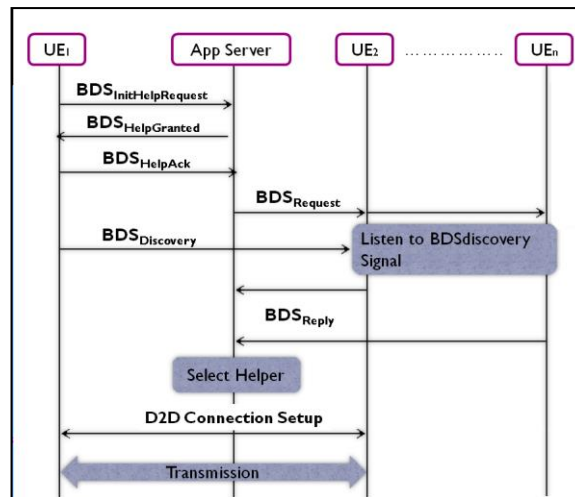 UE1 App Server UE2 ................ UEn
BDSInitHelpRequest
BDSHelpGranted
BDSHelpAck
BDSRequest
BDSDiscovery
Listen to BDSdiscovery
Signal
BDSReply
Select Helper
D2D Connection Setup
Transmission